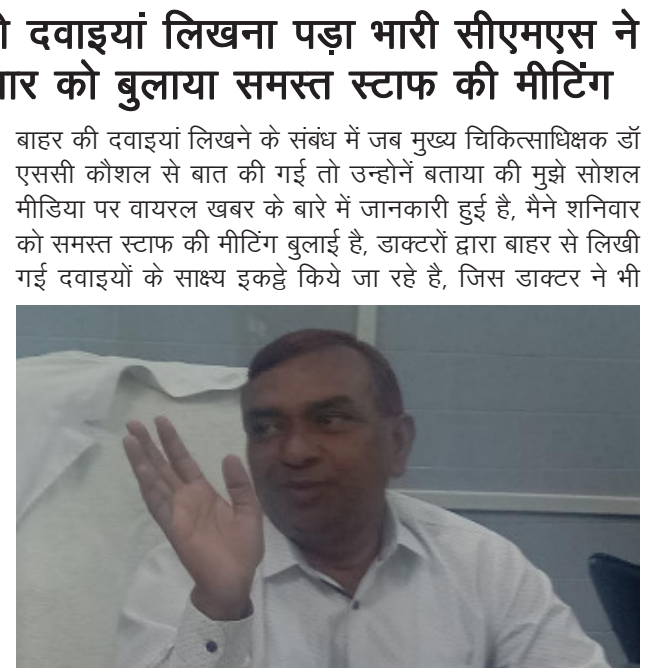 दवाइयां लिखना पड़ा भारी सीएमएस ने
को बुलाया समस्त स्टाफ की मीटिंग
बाहर की दवाइयां लिखने के संबंध में जब मुख्य चिकित्साधिक्षक डॉ
एससी कौशल से बात की गई तो उन्होनें बताया की मुझे सोशल
मीडिया पर वायरल खबर के बारे में जानकारी हुई है, मैने शनिवार
को समस्त स्टाफ की मीटिंग बुलाई है, डाक्टरों द्वारा बाहर से लिखी
गई दवाइयों के साक्ष्य इकट्ठे किये जा रहे है, जिस डाक्टर ने भी